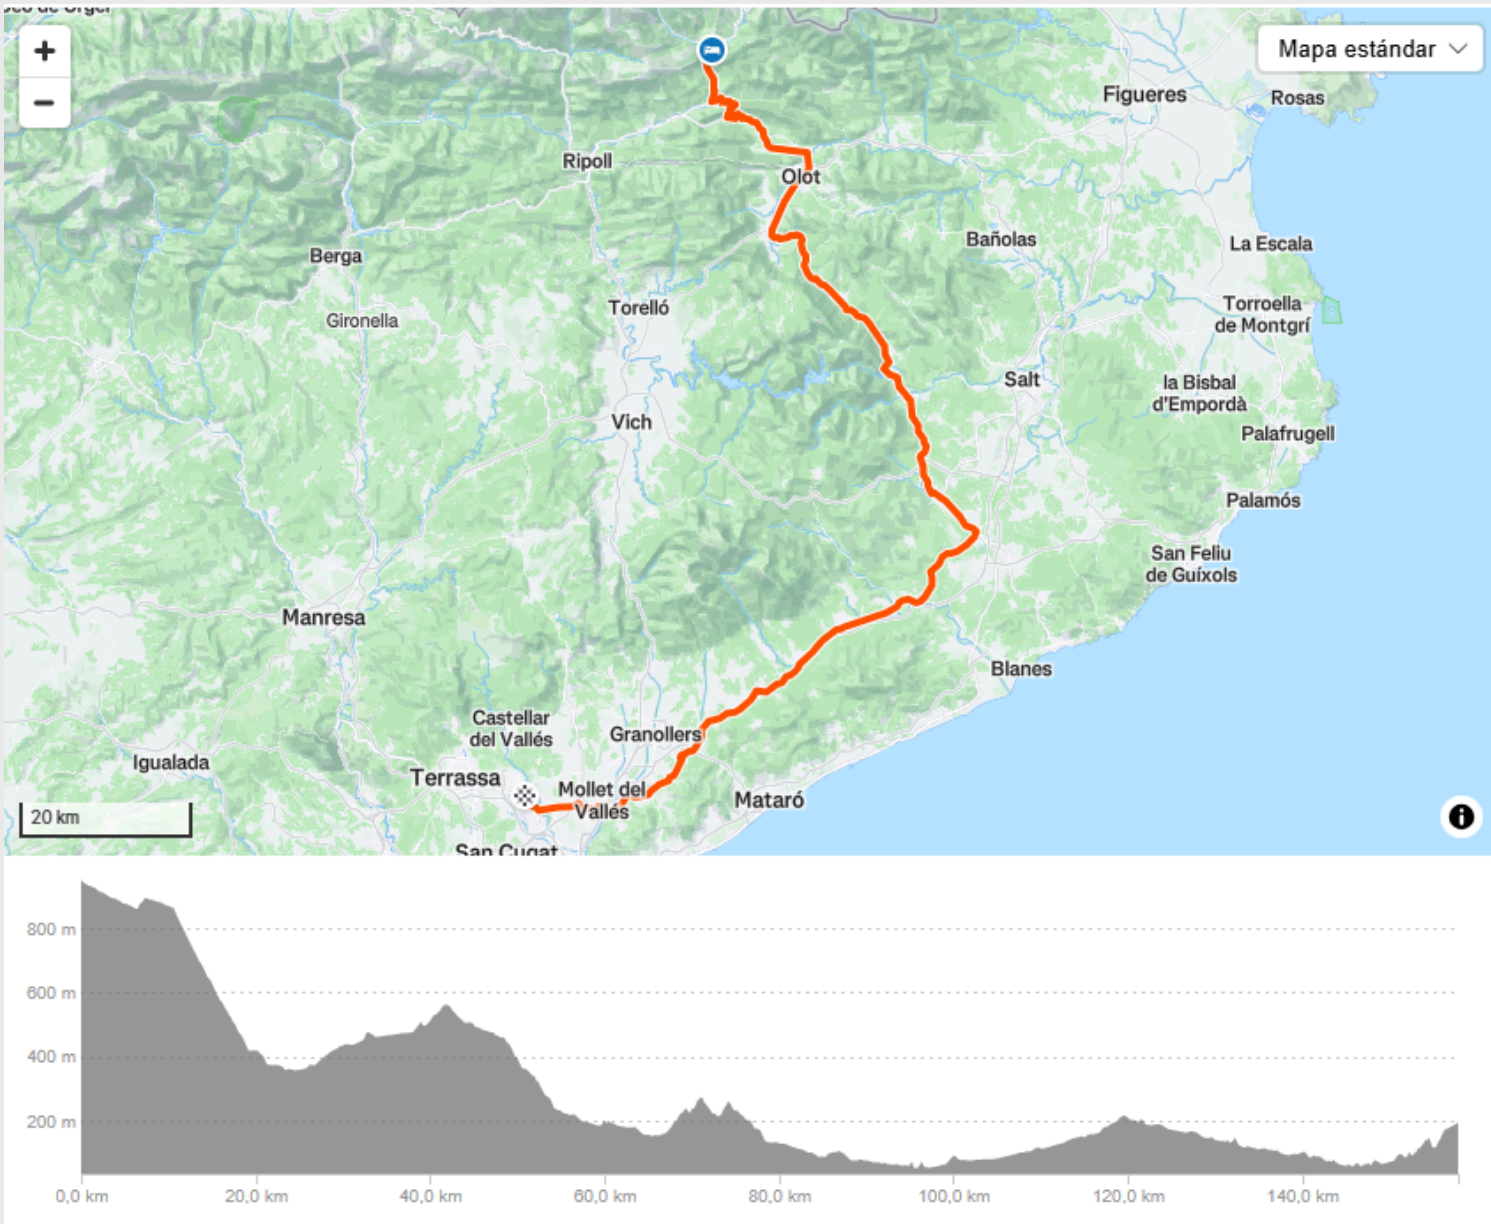 +
Mapa estándar
−
Figueres
Rosas
Ripoll
Olot
Bañolas
La Escala
Berga
Torelló
Torroella
de Montgrí
Gironella
Salt
la Bisbal
d'Empordà
Vich
Palafrugell
Palamós
San Feliu
de Guíxols
Manresa
Blanes
Castellar
del Vallés
Granollers
Igualada
Terrassa
Mollet del
Vallés
Mataró
20 km
San Cugat
800 m
600 m
400 m
200 m
0,0 km
20,0 km
40,0 km
60,0 km
80,0 km
100,0 km
120,0 km
140,0 km